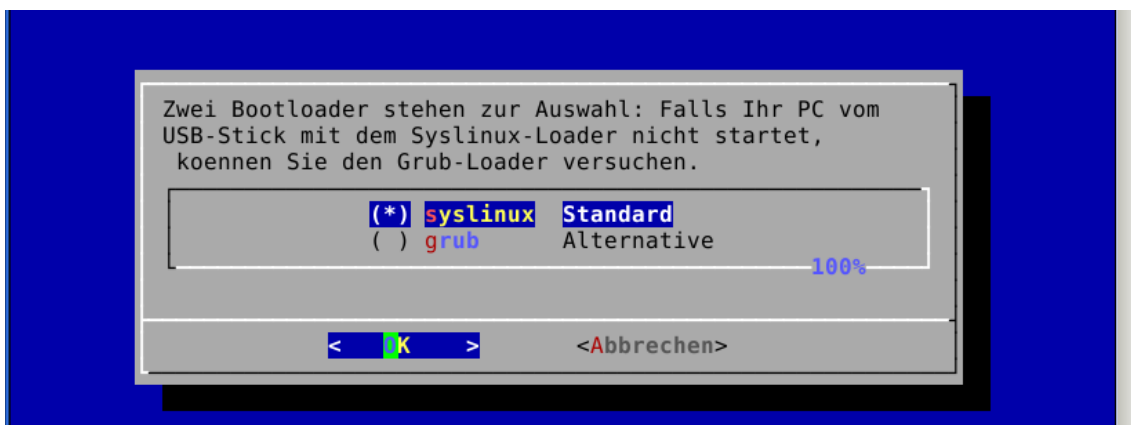 Zwei Bootloader stehen zur Auswahl: Falls Ihr PC vom
USB-Stick mit dem Syslinux-Loader nicht startet,
koennen Sie den Grub-Loader versuchen.
(*) syslinux Standard
( ) grub Alternative
100%
< OK > <Abbrechen>